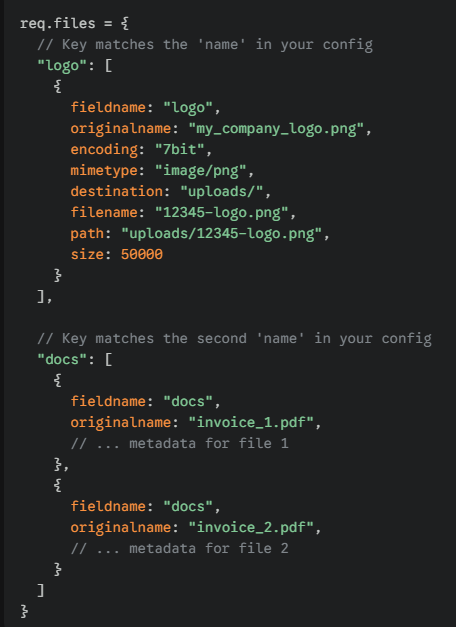 req.files = {
  // Key matches the 'name' in your config
  "logo": [
    {
      fieldname: "logo",
      originalname: "my_company_logo.png",
      encoding: "7bit",
      mimetype: "image/png",
      destination: "uploads/",
      filename: "12345-logo.png",
      path: "uploads/12345-logo.png",
      size: 50000
    }
  ],

  // Key matches the second 'name' in your config
  "docs": [
    {
      fieldname: "docs",
      originalname: "invoice_1.pdf",
      // ... metadata for file 1
    },
    {
      fieldname: "docs",
      originalname: "invoice_2.pdf",
      // ... metadata for file 2
    }
  ]
}